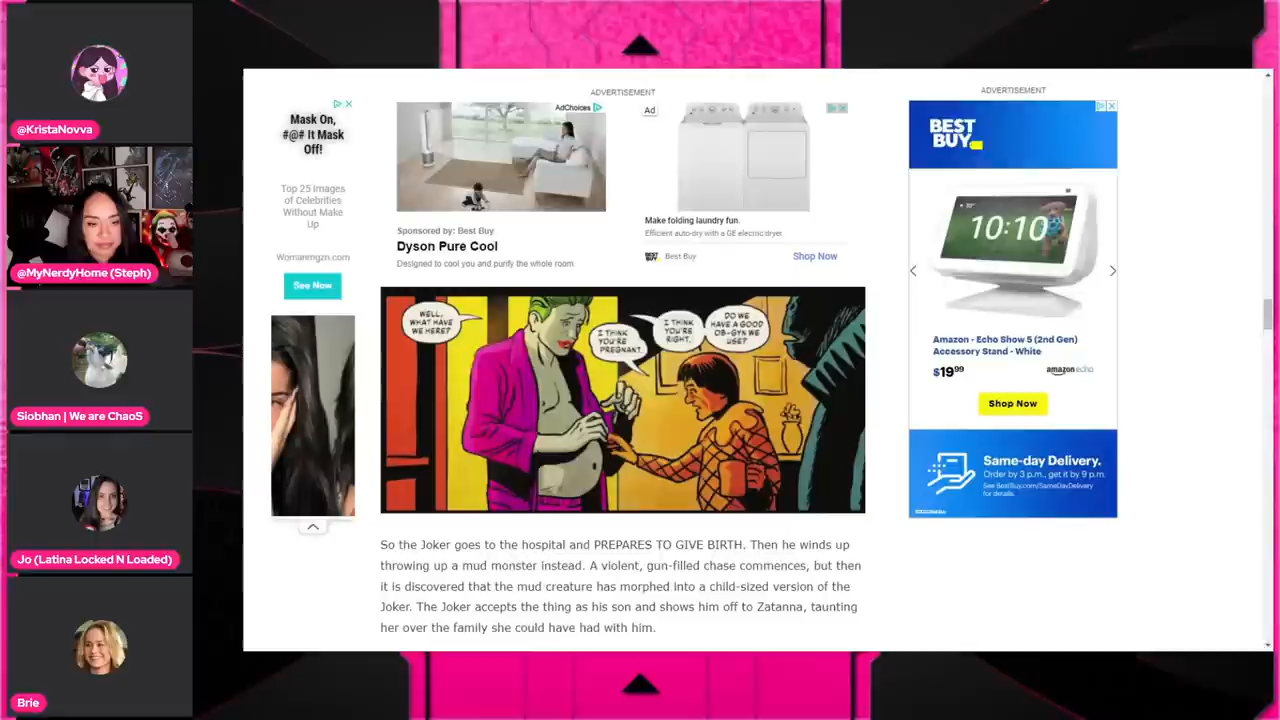 @KristaNovva
@MyNerdyHome (Steph)
Siobhan | We are ChaoS
Jo (Latina Locked N Loaded)
Brie
Mask On,
#@# It Mask
Off!
Top 25 Images
of Celebrities
Without Make
Up
Womanmgzn.com
See Now
ADVERTISEMENT
AdChoices
Sponsored by: Best Buy
Dyson Pure Cool
Designed to cool you and purify the whole room
Ad
Make folding laundry fun.
Efficient auto-dry with a GE electric dryer.
BEST BUY
Best Buy
Shop Now
WELL,
WHAT HAVE
WE HERE?
I THINK
YOU'RE
PREGNANT.
I THINK
YOU'RE
RIGHT.
DO WE
HAVE A GOOD
OB-GYN WE
USE?
So the Joker goes to the hospital and PREPARES TO GIVE BIRTH. Then he winds up
throwing up a mud monster instead. A violent, gun-filled chase commences, but then
it is discovered that the mud creature has morphed into a child-sized version of the
Joker. The Joker accepts the thing as his son and shows him off to Zatanna, taunting
her over the family she could have had with him.
ADVERTISEMENT
BEST
BUY
10:10
Amazon - Echo Show 5 (2nd Gen)
Accessory Stand - White
$19.99
amazon echo
Shop Now
Same-day Delivery.
Order by 3 p.m., get it by 9 p.m.
See BestBuy.com/SameDayDelivery
for details.